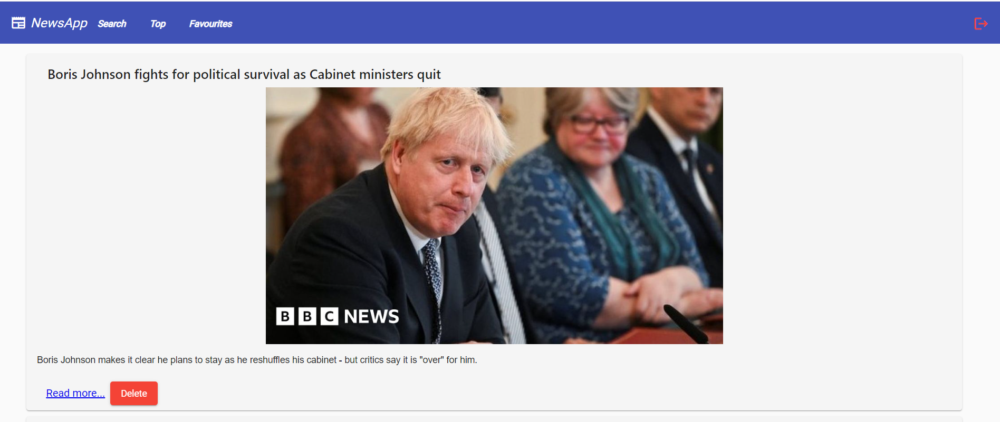 NewsApp Search Top Favourites
Boris Johnson fights for political survival as Cabinet ministers quit
BBC NEWS
Boris Johnson makes it clear he plans to stay as he reshuffles his cabinet - but critics say it is "over" for him.
Read more... Delete